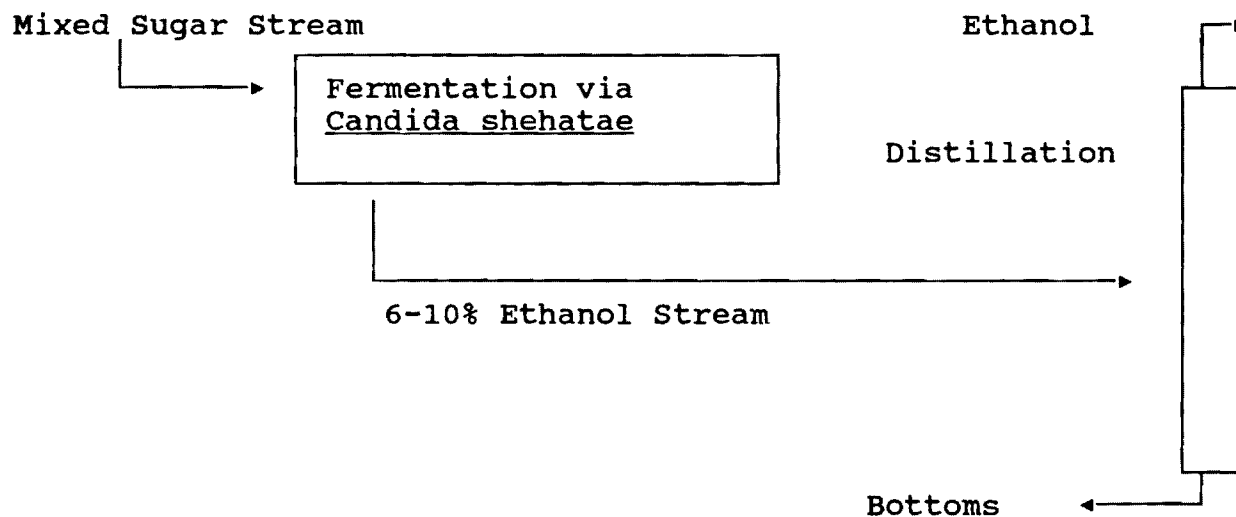 Mixed Sugar Stream
Ethanol
Fermentation via
Candida shehatae
Distillation
6-10% Ethanol Stream
Bottoms